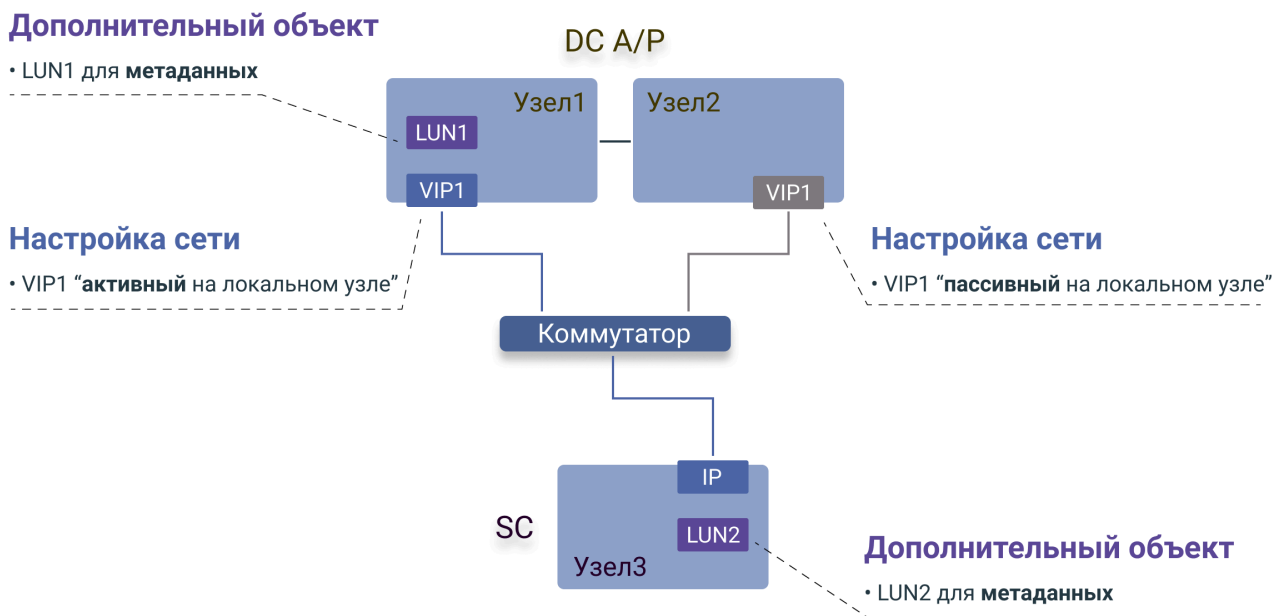 Дополнительный объект
• LUN1 для метаданных
DC A/P
Узел1
Узел2
LUN1
VIP1
VIP1
Настройка сети
• VIP1 “активный на локальном узле”
Настройка сети
• VIP1 “пассивный на локальном узле”
Коммутатор
IP
SC
LUN2
Узел3
Дополнительный объект
• LUN2 для метаданных